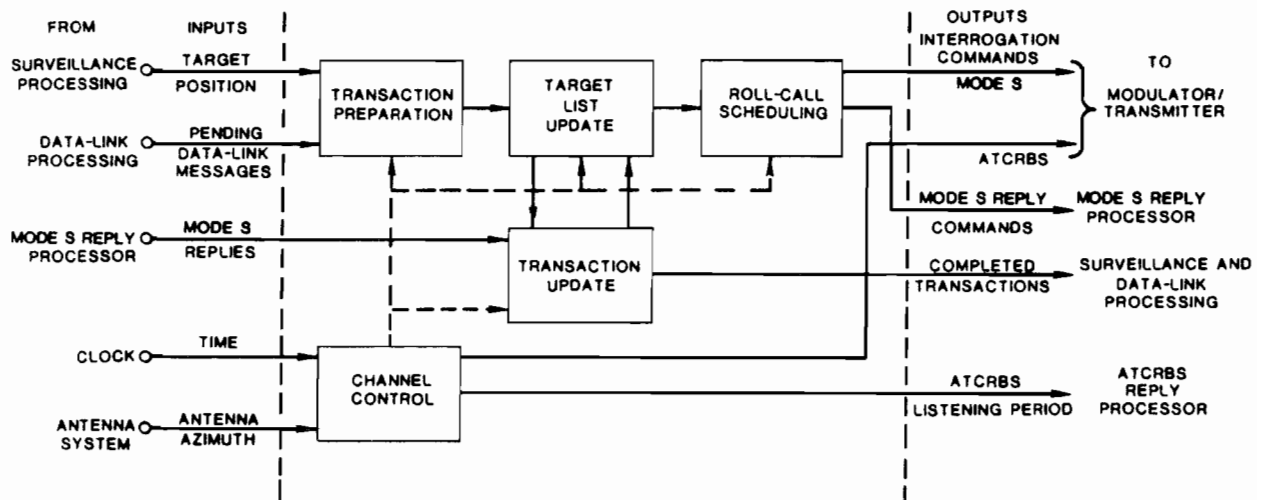 FROM
INPUTS
OUTPUTS
SURVEILLANCE
PROCESSING
TARGET
POSITION
TRANSACTION
PREPARATION
TARGET
LIST
UPDATE
ROLL-CALL
SCHEDULING
INTERROGATION
COMMANDS
MODE S
TO
MODULATOR/
TRANSMITTER
DATA-LINK
PROCESSING
PENDING
DATA-LINK
MESSAGES
ATCRBS
MODE S REPLY
COMMANDS
MODE S REPLY
PROCESSOR
MODE S REPLY
PROCESSOR
MODE S
REPLIES
TRANSACTION
UPDATE
COMPLETED
TRANSACTIONS
SURVEILLANCE AND
DATA-LINK
PROCESSING
CLOCK
TIME
CHANNEL
CONTROL
ATCRBS
LISTENING PERIOD
ATCRBS
REPLY
PROCESSOR
ANTENNA
SYSTEM
ANTENNA
AZIMUTH